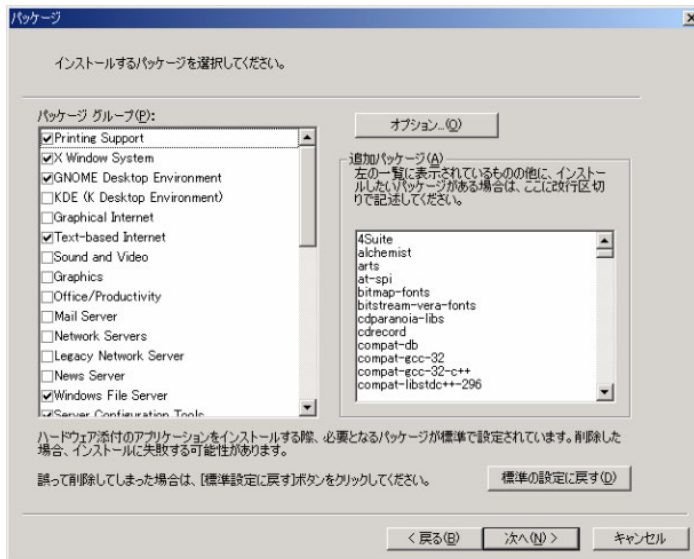 パッケージ
インストールするパッケージを選択してください。
パッケージ グループ(P):
Printing Support
X Window System
GNOME Desktop Environment
KDE (K Desktop Environment)
Graphical Internet
Text-based Internet
Sound and Video
Graphics
Office/Productivity
Mail Server
Network Servers
Legacy Network Server
News Server
Windows File Server
Server Configuration Tools
オプション...(O)
追加パッケージ(A)
左の一覧に表示されているものの他に、インストー
ルしたいパッケージがある場合は、ここに改行区切
りで記述してください。
4Suite
alchemist
arts
at-spi
bitmap-fonts
bitstream-vera-fonts
cdparanoia-libs
cdrecord
compat-db
compat-gcc-32
compat-gcc-32-c++
compat-libstdc++-296
ハードウェア添付のアプリケーションをインストールする際、必要となるパッケージが標準で設定されています。削除した
場合、インストールに失敗する可能性があります。
誤って削除してしまった場合は、[標準設定に戻す]ボタンをクリックしてください。
標準の設定に戻す(D)
< 戻る(B)
次へ(N) >
キャンセル